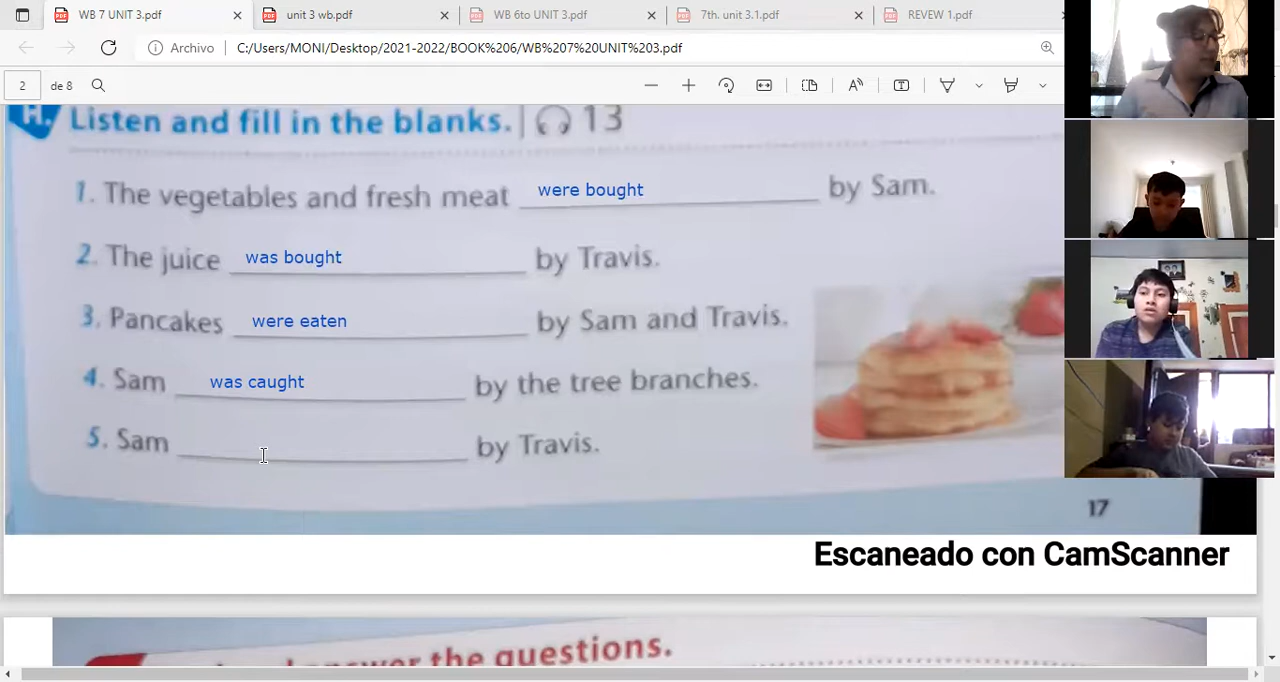 WB 7 UNIT 3.pdf
unit 3 wb.pdf
WB 6to UNIT 3.pdf
7th. unit 3.1.pdf
REVEW 1.pdf
Archivo
C:/Users/MONI/Desktop/2021-2022/BOOK%206/WB%207%20UNIT%203.pdf
2 de 8
H. Listen and fill in the blanks. 13
1. The vegetables and fresh meat were bought by Sam.
2. The juice was bought by Travis.
3. Pancakes were eaten by Sam and Travis.
4. Sam was caught by the tree branches.
5. Sam by Travis.
17
Escaneado con CamScanner
answer the questions.